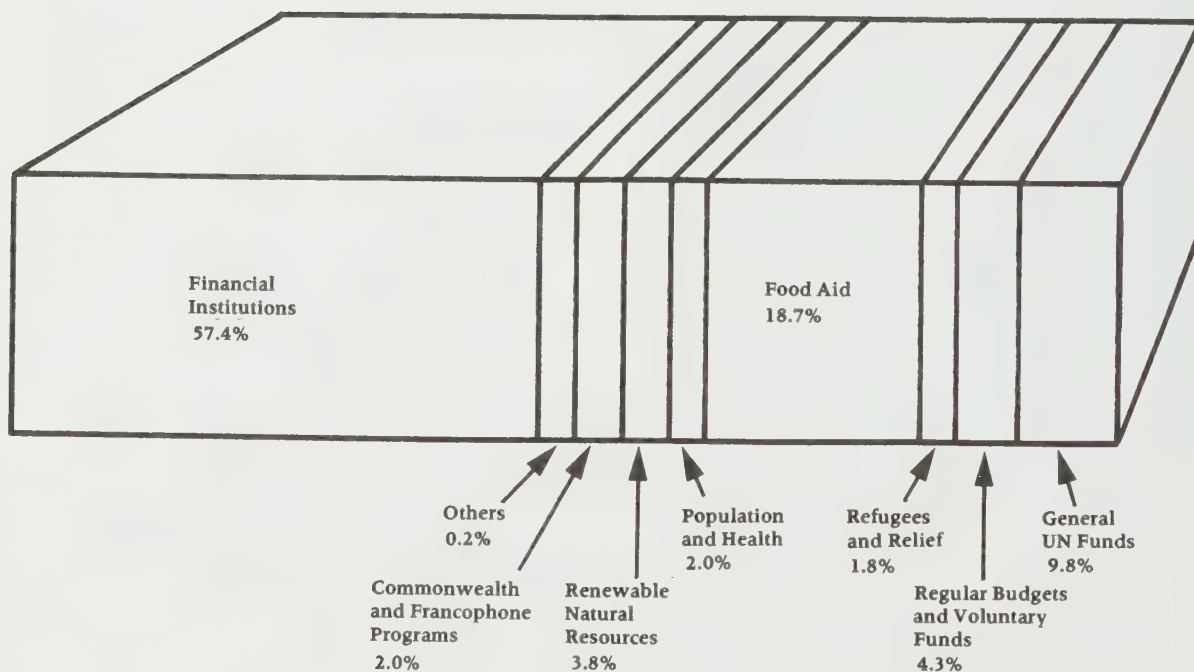 Financial
Institutions
57.4%
Food Aid
18.7%
Others
0.2%
Commonwealth
and Francophone
Programs
2.0%
Renewable
Natural
Resources
3.8%
Population
and Health
2.0%
Refugees
and Relief
1.8%
Regular Budgets
and Voluntary
Funds
4.3%
General
UN Funds
9.8%